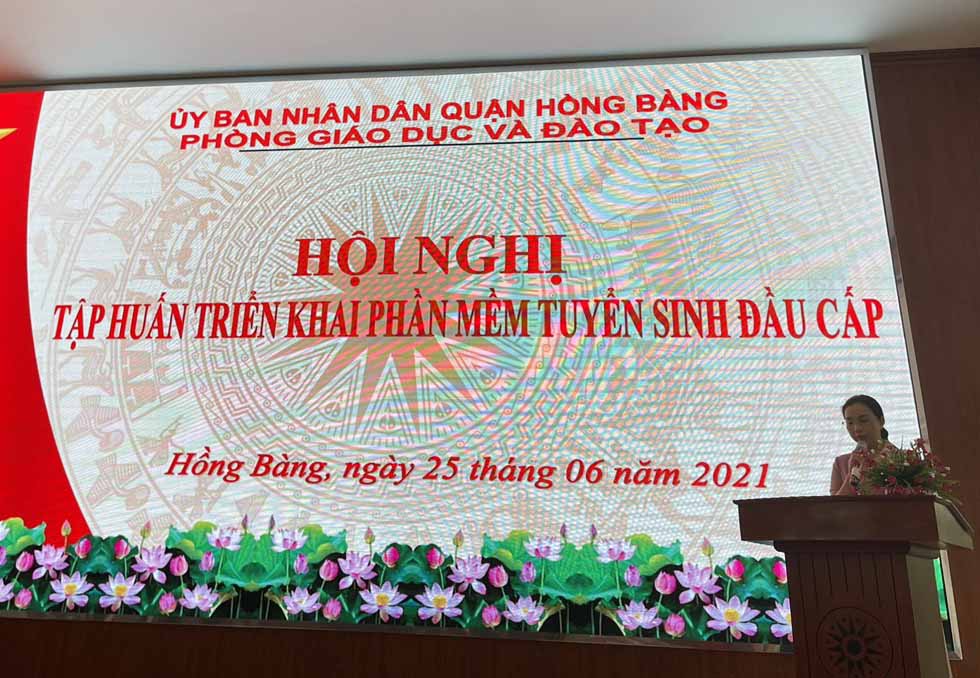 ỦY BAN NHÂN DÂN QUẬN HỒNG BÀNG
PHÒNG GIÁO DỤC VÀ ĐÀO TẠO
HỘI NGHỊ
TẬP HUẤN TRIỂN KHAI PHẦN MỀM TUYỂN SINH ĐẦU CẤP
Hồng Bàng, ngày 25 tháng 06 năm 2021